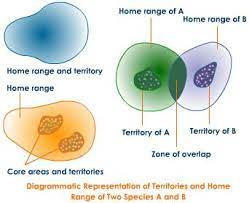 Home range of A
Home range of B
Home range and territory
Home range
Territory of A
Territory of B
Zone of overlap
Core areas and territories
Diagrammatic Representation of Territories and Home
Range of Two Species A and B